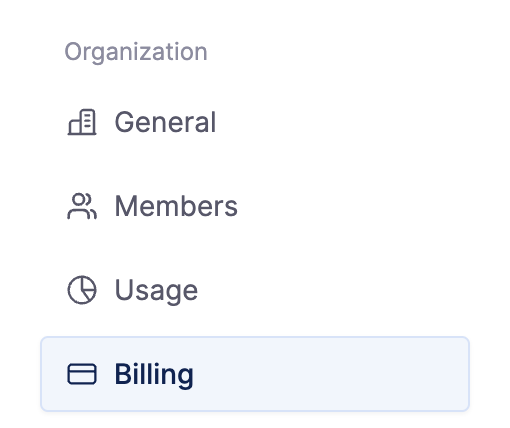 Organization
General
Members
Usage
Billing